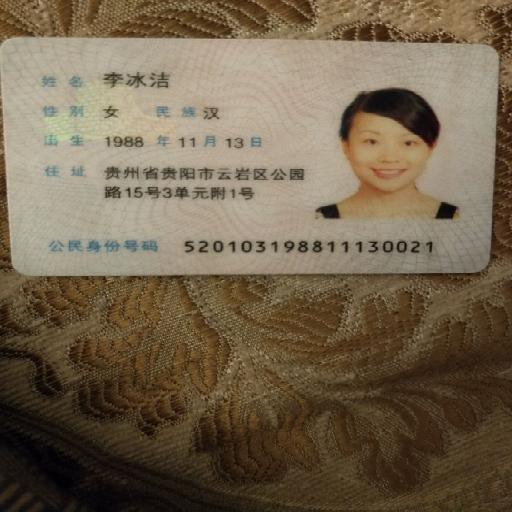 姓名 李冰洁
性别 女 民族 汉
出生 1988 年 11 月 13 日
住址 贵州省贵阳市云岩区公园
路15号3单元附1号
公民身份号码 520103198811130021